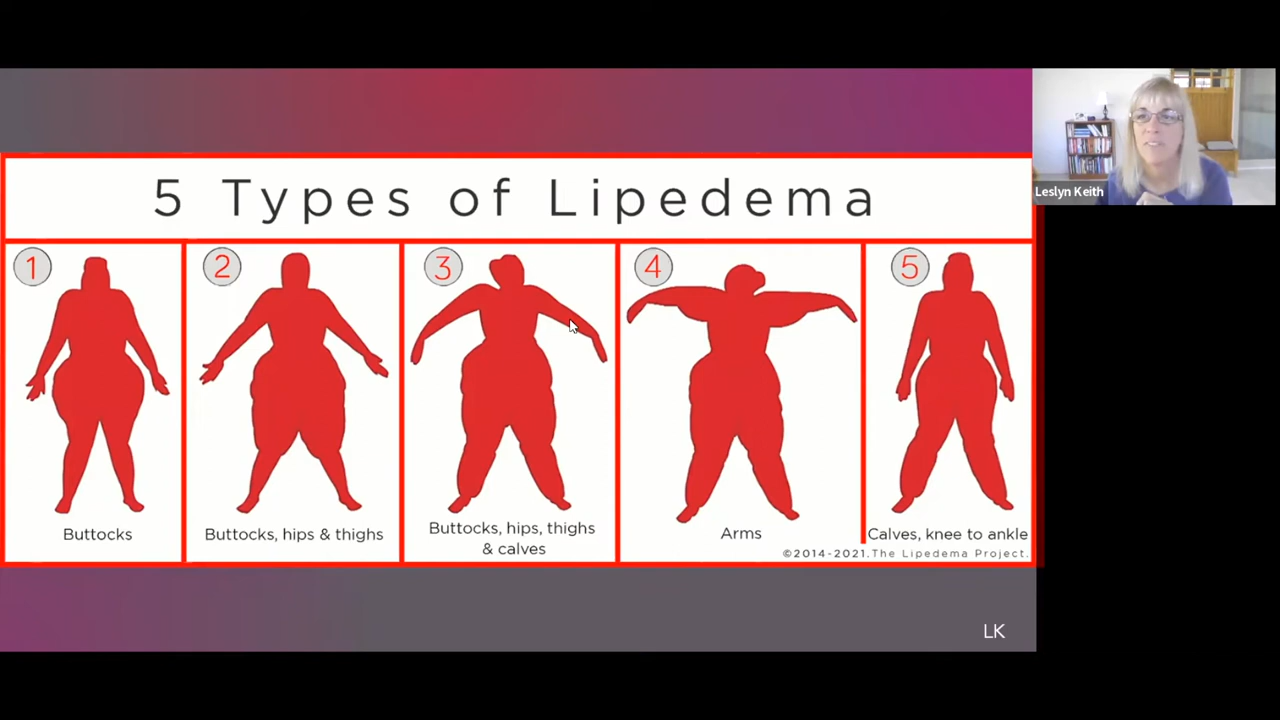 5 Types of Lipedema
Leslyn Keith
1
2
3
4
5
Buttocks
Buttocks, hips & thighs
Buttocks, hips, thighs
& calves
Arms
Calves, knee to ankle
©2014-2021.The Lipedema Project.
LK